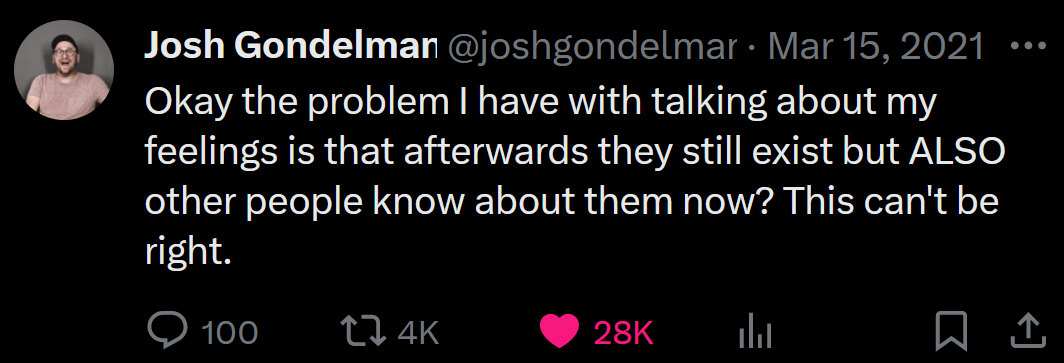 Josh Gondelman @joshgondelmar · Mar 15, 2021
Okay the problem I have with talking about my
feelings is that afterwards they still exist but ALSO
other people know about them now? This can't be
right.
100 4K 28K